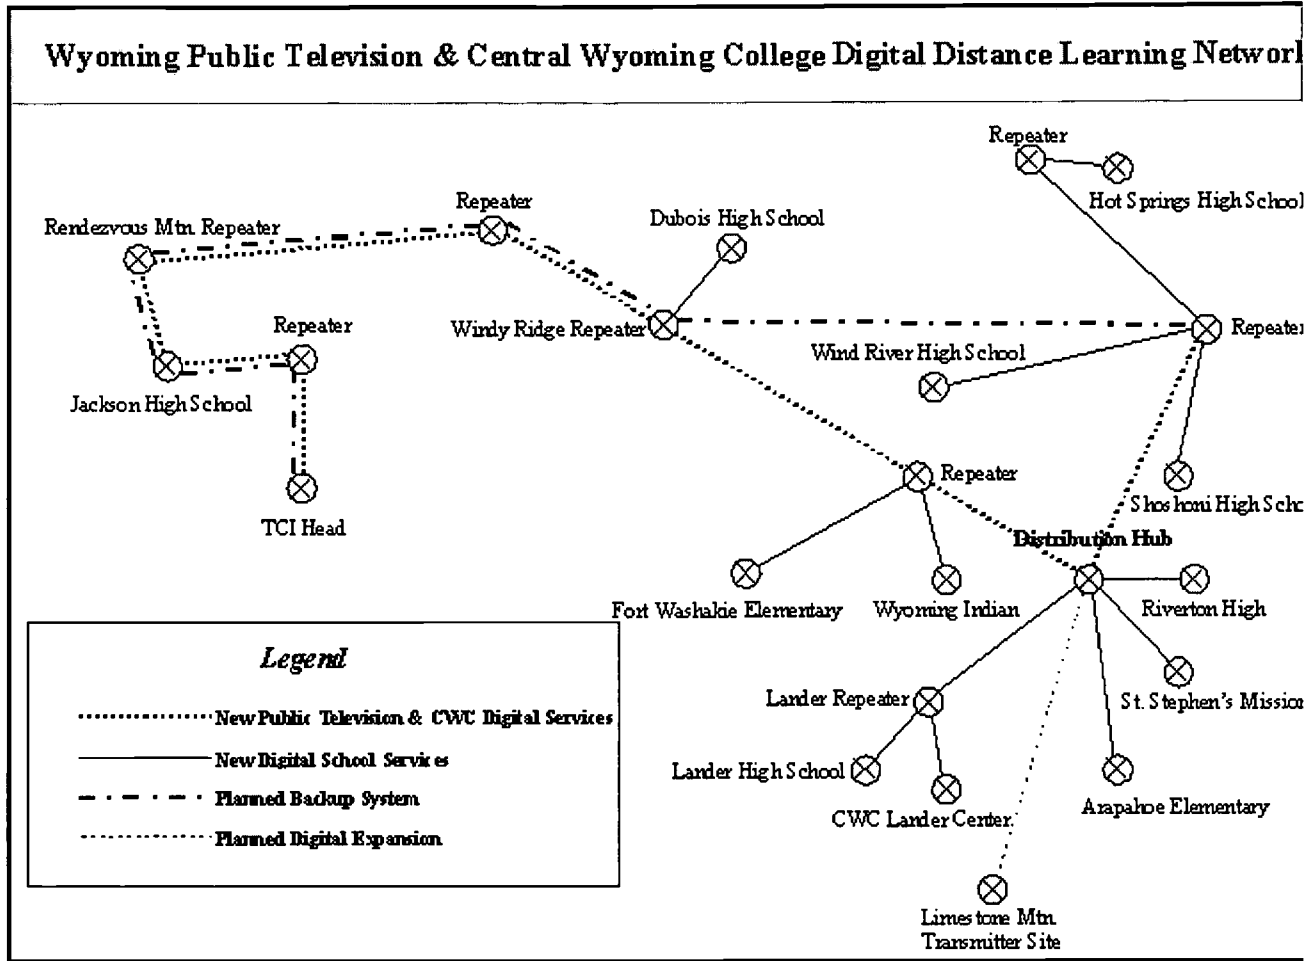 Wyoming Public Television & Central Wyoming College Digital Distance Learning Networ
Repeater
Hot Springs High School
Repeater
Dubois High School
Rendezvous Mtn. Repeater
Repeater
Windy Ridge Repeater
Repeater
Wind River High School
Jackson High School
Repeater
Shoshoni High Scho
TCI Head
Distribution Hub
Fort Washakie Elementary
Wyoming Indian
Riverton High
Legend
Lander Repeater
St. Stephen's Mission
New Public Television & CWC Digital Services
New Digital School Services
Lander High School
Planned Backup System
Arapahoe Elementary
CWC Lander Center
Planned Digital Expansion
Limestone Mtn.
Transmitter Site